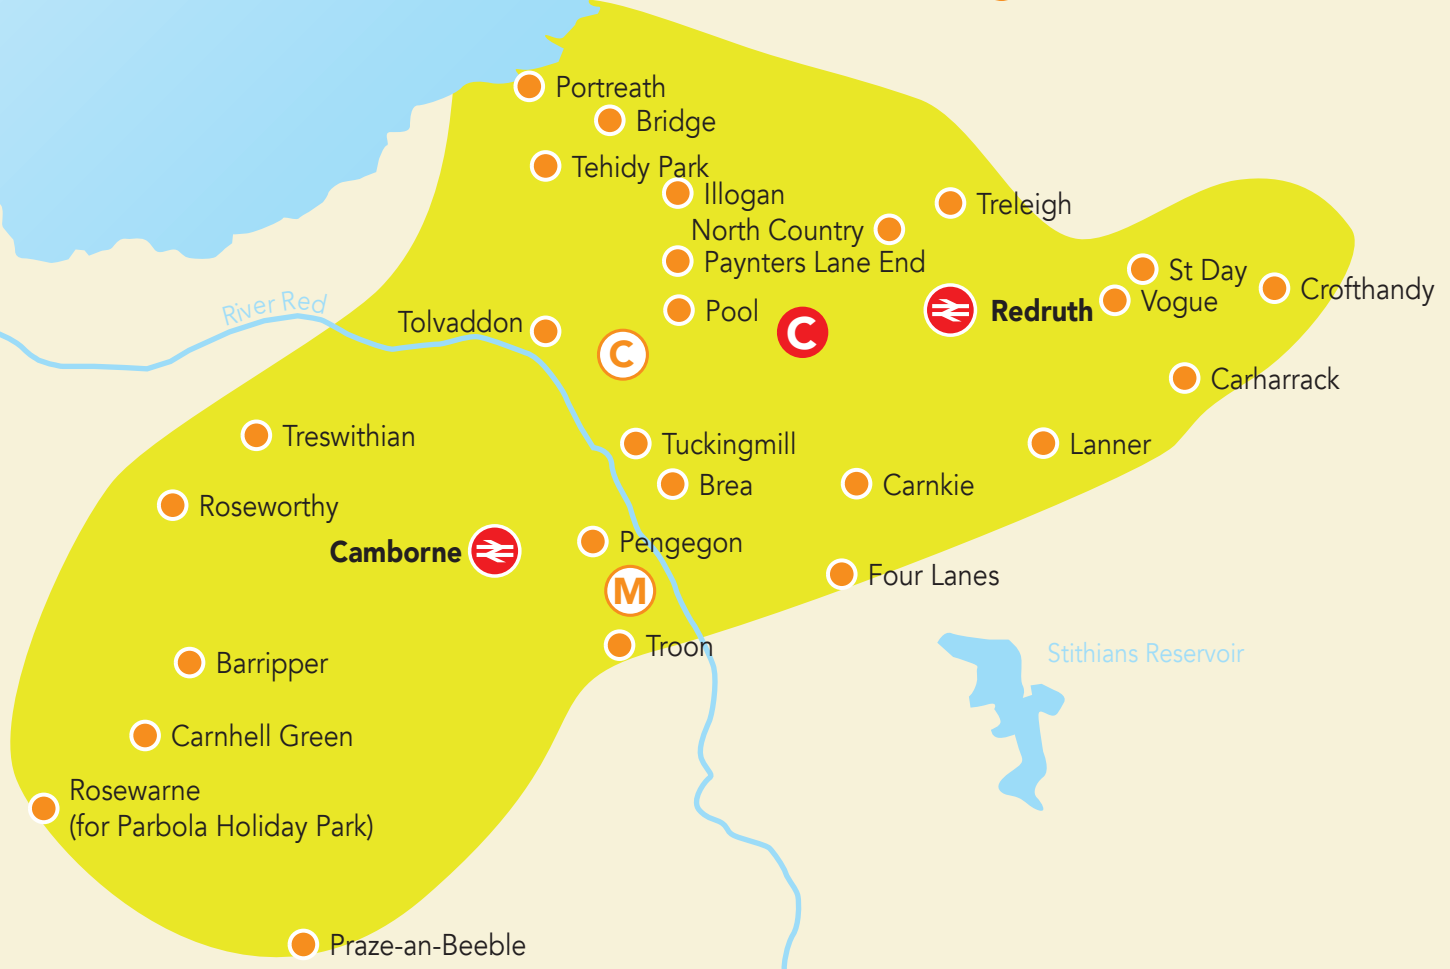 Portreath
Bridge
Tehidy Park
Illogan
Treleigh
North Country
Paynters Lane End
St Day
Crofthandy
Vogue
River Red
Pool
Redruth
Tolvaddon
C
C
Carharrack
Treswithian
Tuckingmill
Lanner
Brea
Carnkie
Roseworthy
Pengegon
Camborne
Four Lanes
M
Troon
Stithians Reservoir
Barripper
Carnhell Green
Rosewarne
(for Parbola Holiday Park)
Praze-an-Beeble